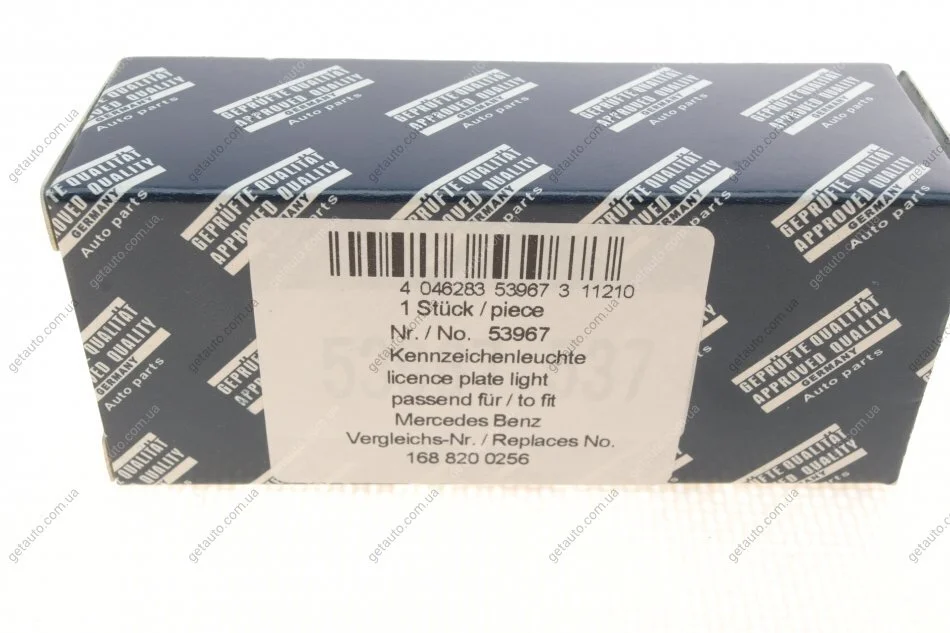 GEPRÜFTE QUALITÄT
APPROVED QUALITY
GERMANY
Auto parts
4 046283 53967 3 11210
1 Stück / piece
Nr. / No. 53967
Kennzeichenleuchte
licence plate light
passend für / to fit
Mercedes Benz
Vergleichs-Nr. / Replaces No.
168 820 0256
getauto.com.ua